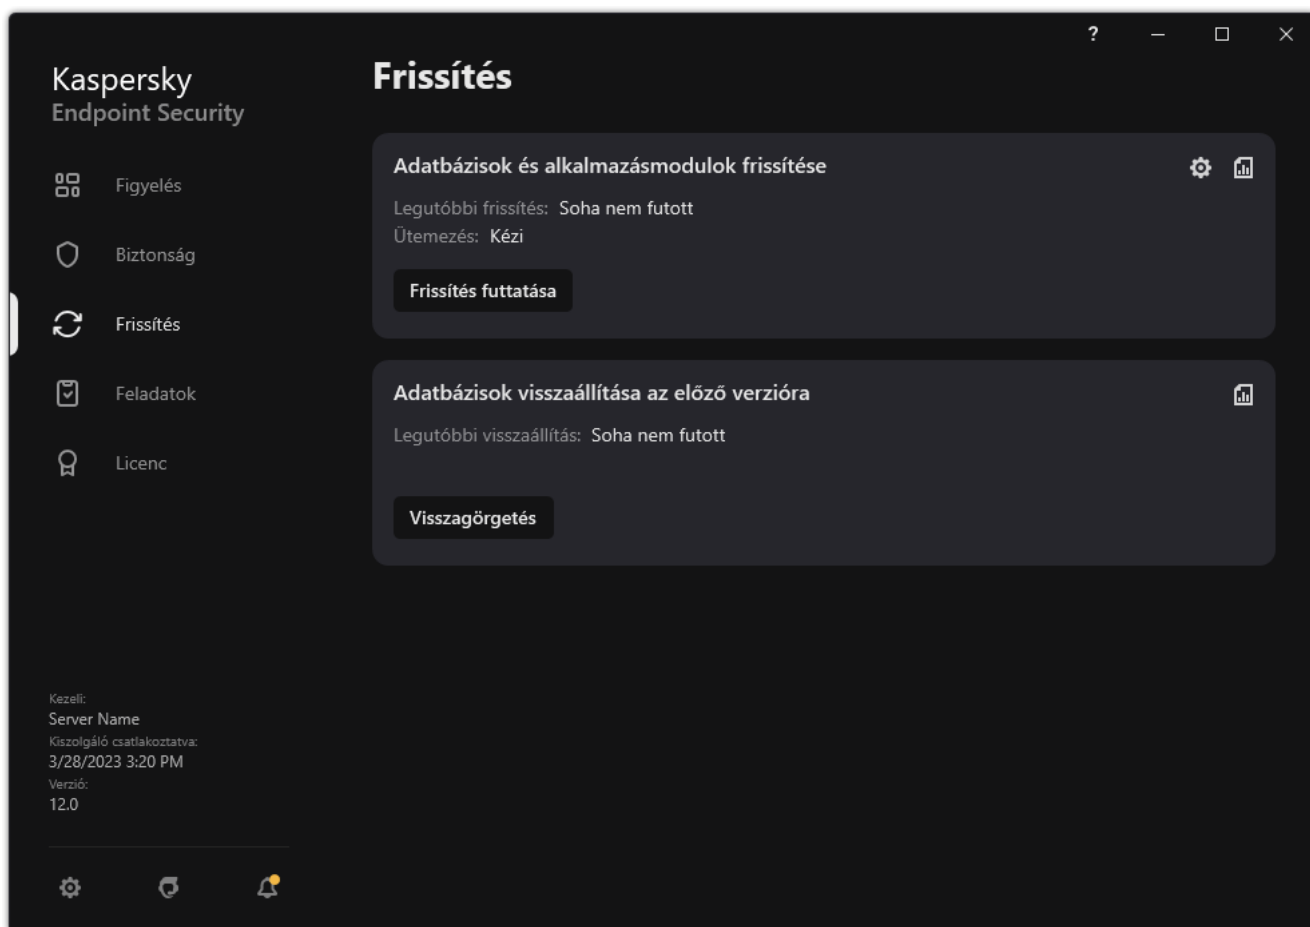 ?
Kaspersky
Endpoint Security
Figyelés
Biztonság
Frissítés
Feladatok
Licenc
Kezeli:
Server Name
Kiszolgáló csatlakoztatva:
3/28/2023 3:20 PM
Verzió:
12.0
Frissítés
Adatbázisok és alkalmazásmodulok frissítése
Legutóbbi frissítés: Soha nem futott
Ütemezés: Kézi
Frissítés futtatása
Adatbázisok visszaállítása az előző verzióra
Legutóbbi visszaállítás: Soha nem futott
Visszagörgetés